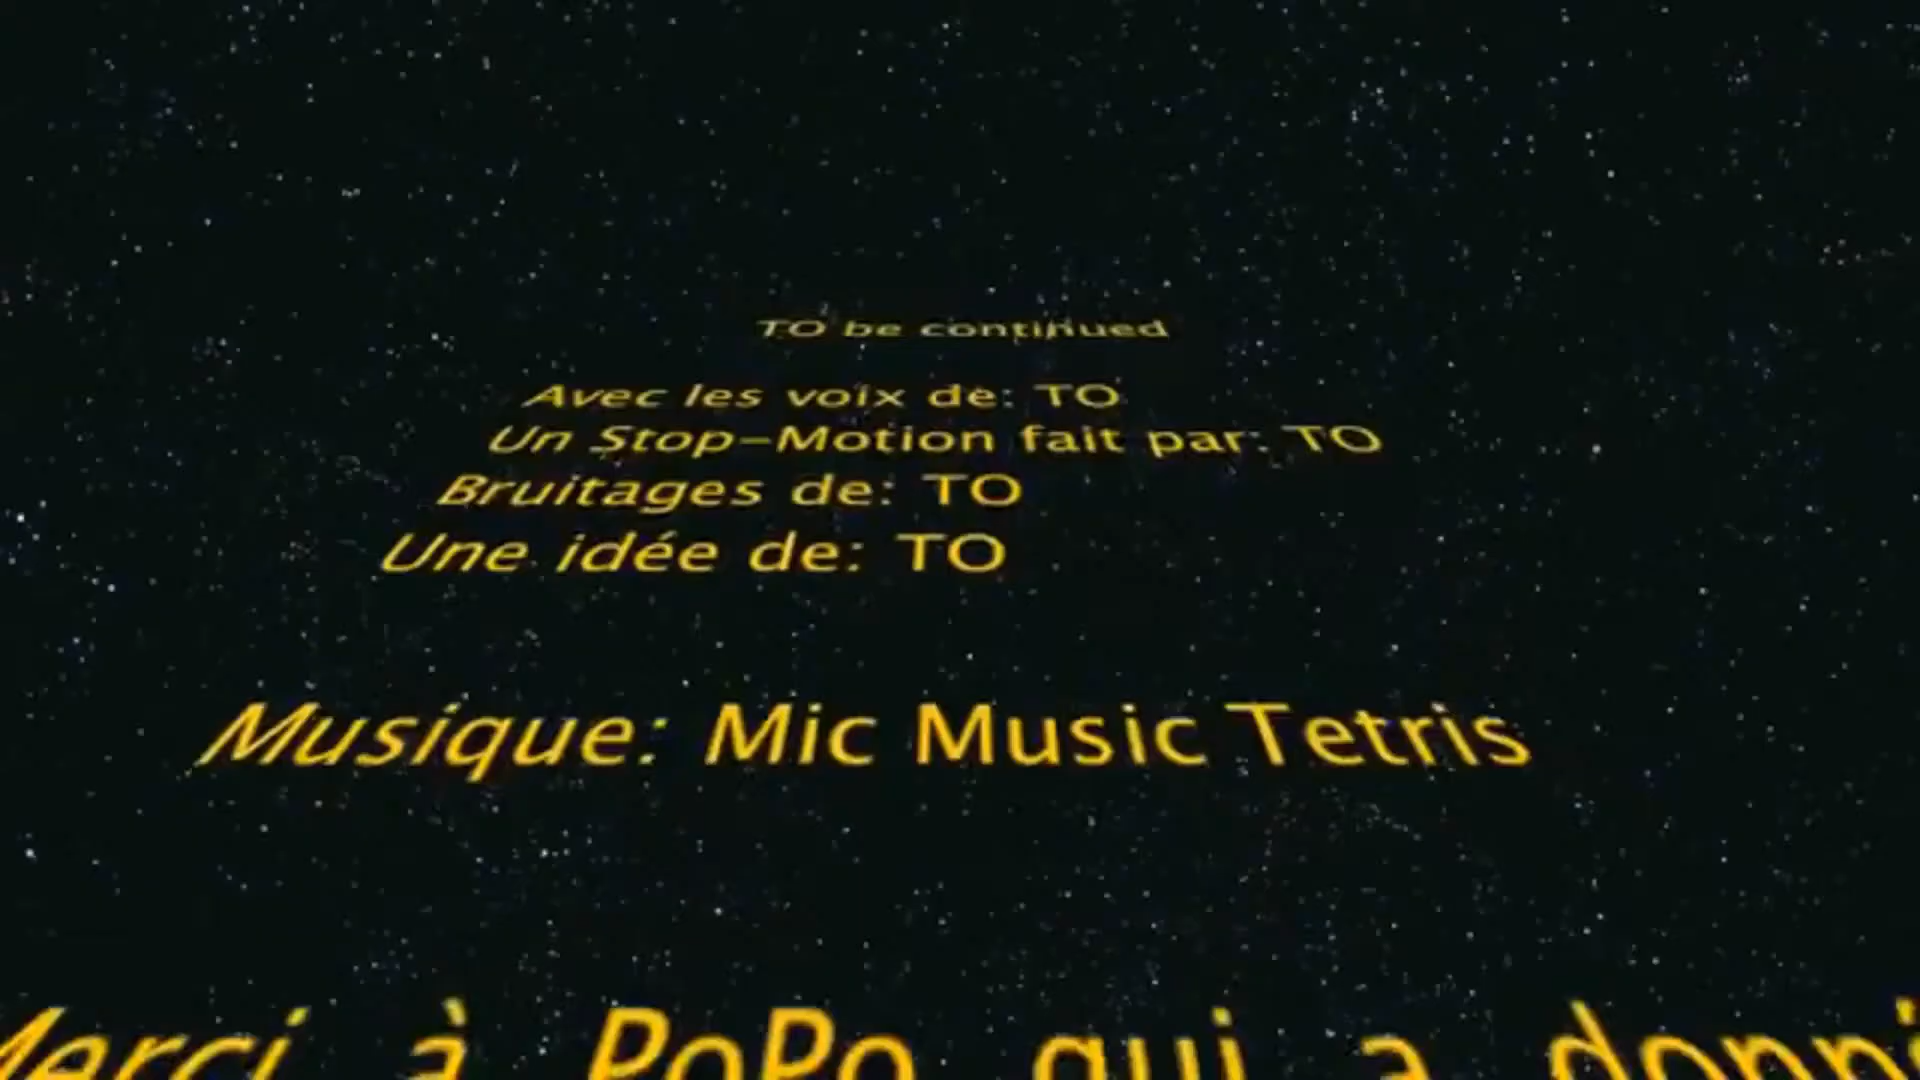 TO be continued
Avec les voix de: TO
Un Stop-Motion fait par: TO
Bruitages de: TO
Une idée de: TO
Musique: Mic Music Tetris
Merci à PoPo qui a